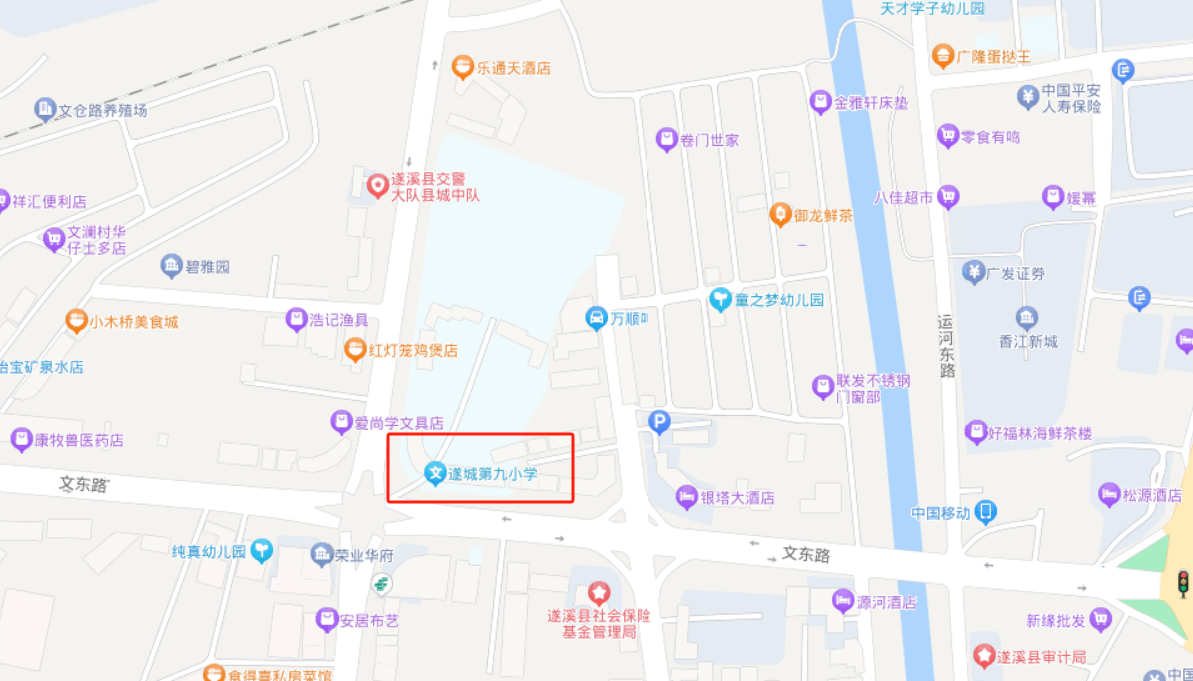 天才学子幼儿园
广隆蛋挞王
乐通天酒店
中国平安
人寿保险
金雅轩床垫
文仓路养殖场
卷门世家
零食有鸣
遂溪县交警
大队县城中队
祥汇便利店
八佳超市
媛幂
御龙鲜茶
文澜村华
仔士多店
碧雅园
广发证券
童之梦幼儿园
小木桥美食城
浩记渔具
万顺
运河东路
香江新城
红灯笼鸡煲店
怡宝矿泉水店
联发不锈钢
门窗部
爱尚学文具店
康牧兽医药店
好福林海鲜茶楼
遂城第九小学
文东路
银塔大酒店
松源酒店
中国移动
纯真幼儿园
荣业华府
文东路
源河酒店
遂溪县社会保险
基金管理局
安居布艺
新缘批发
遂溪县审计局
食得喜私房菜馆
中国
P